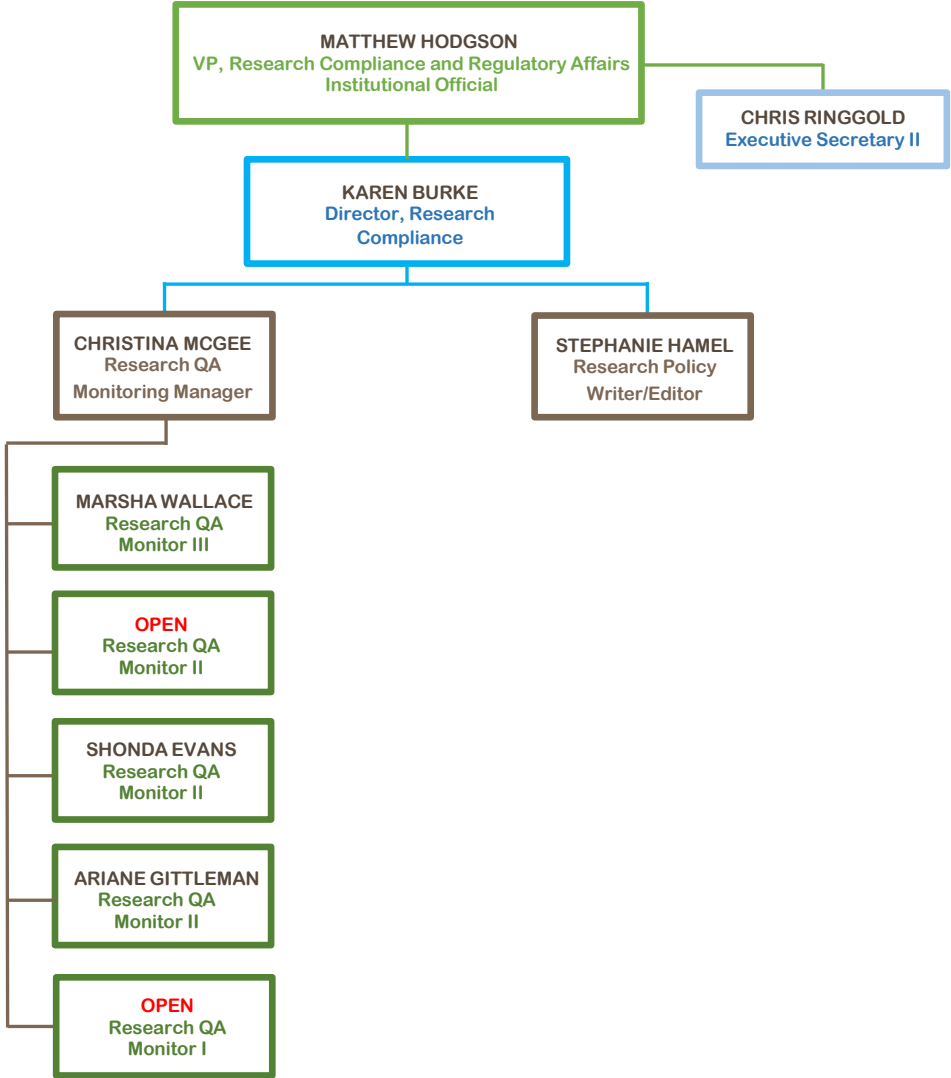 MATTHEW HODGSON
VP, Research Compliance and Regulatory Affairs
Institutional Official
CHRIS RINGGOLD
Executive Secretary II
KAREN BURKE
Director, Research
Compliance
CHRISTINA MCGEE
Research QA
Monitoring Manager
STEPHANIE HAMEL
Research Policy
Writer/Editor
MARSHA WALLACE
Research QA
Monitor III
OPEN
Research QA
Monitor II
SHONDA EVANS
Research QA
Monitor II
ARIANE GITTLEMAN
Research QA
Monitor II
OPEN
Research QA
Monitor I